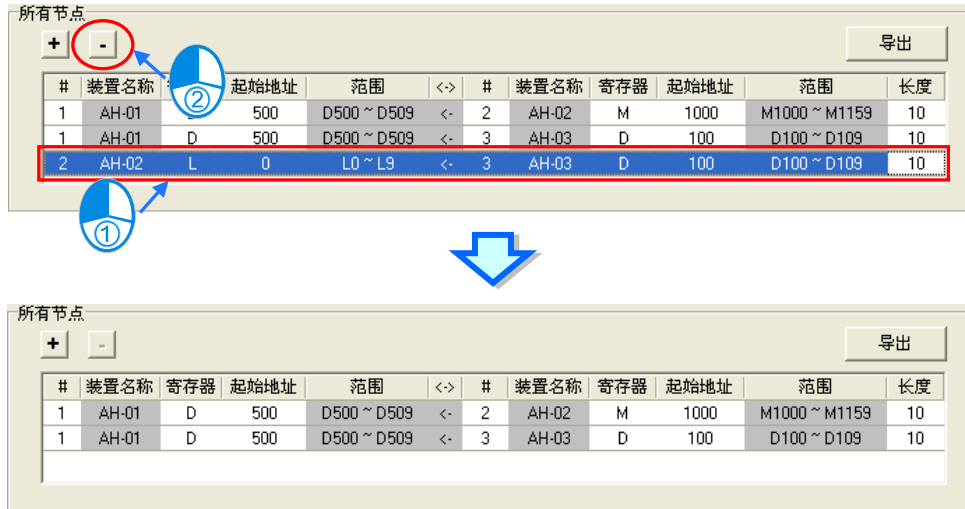 所有节点
+ - 导出
# 装置名称 起始地址 范围 <-> # 装置名称 寄存器 起始地址 范围 长度
1 AH-01 500 D500 ~ D509 <- 2 AH-02 M 1000 M1000 ~ M1159 10
1 AH-01 D 500 D500 ~ D509 <- 3 AH-03 D 100 D100 ~ D109 10
2 AH-02 L 0 L0 ~ L9 <- 3 AH-03 D 100 D100 ~ D109 10
②
①
所有节点
+ - 导出
# 装置名称 寄存器 起始地址 范围 <-> # 装置名称 寄存器 起始地址 范围 长度
1 AH-01 D 500 D500 ~ D509 <- 2 AH-02 M 1000 M1000 ~ M1159 10
1 AH-01 D 500 D500 ~ D509 <- 3 AH-03 D 100 D100 ~ D109 10